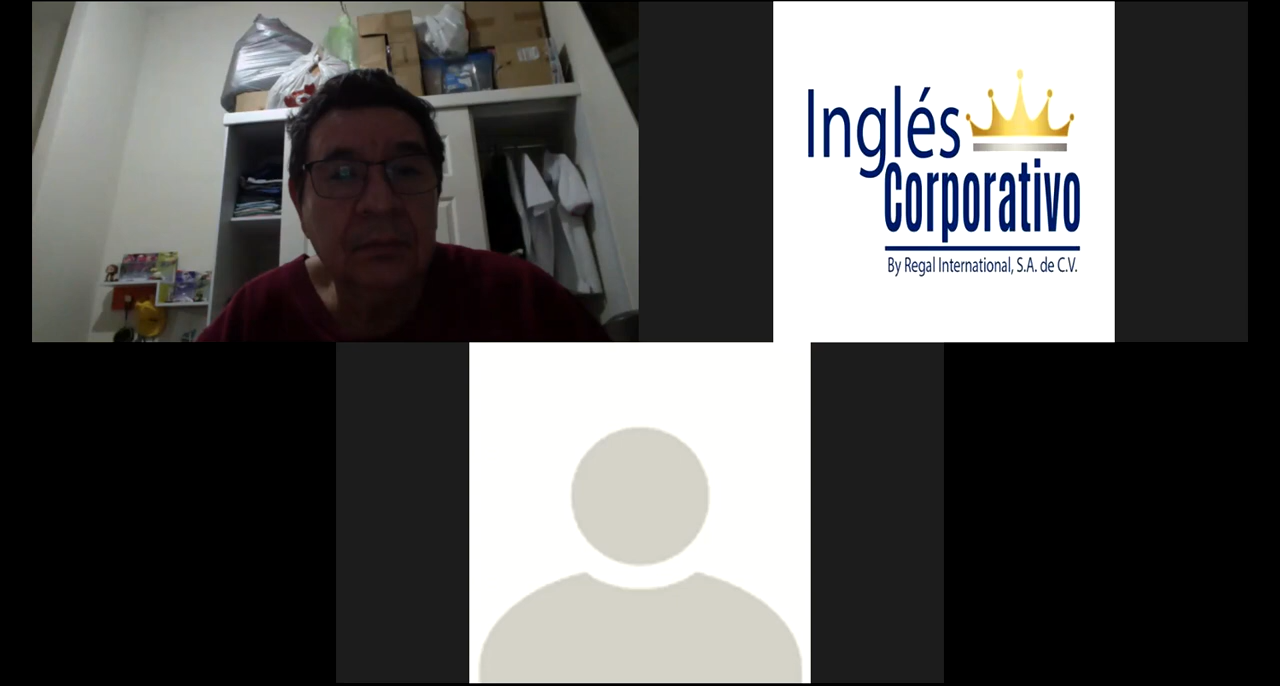 Inglés
Corporativo
By Regal International, S.A. de C.V.